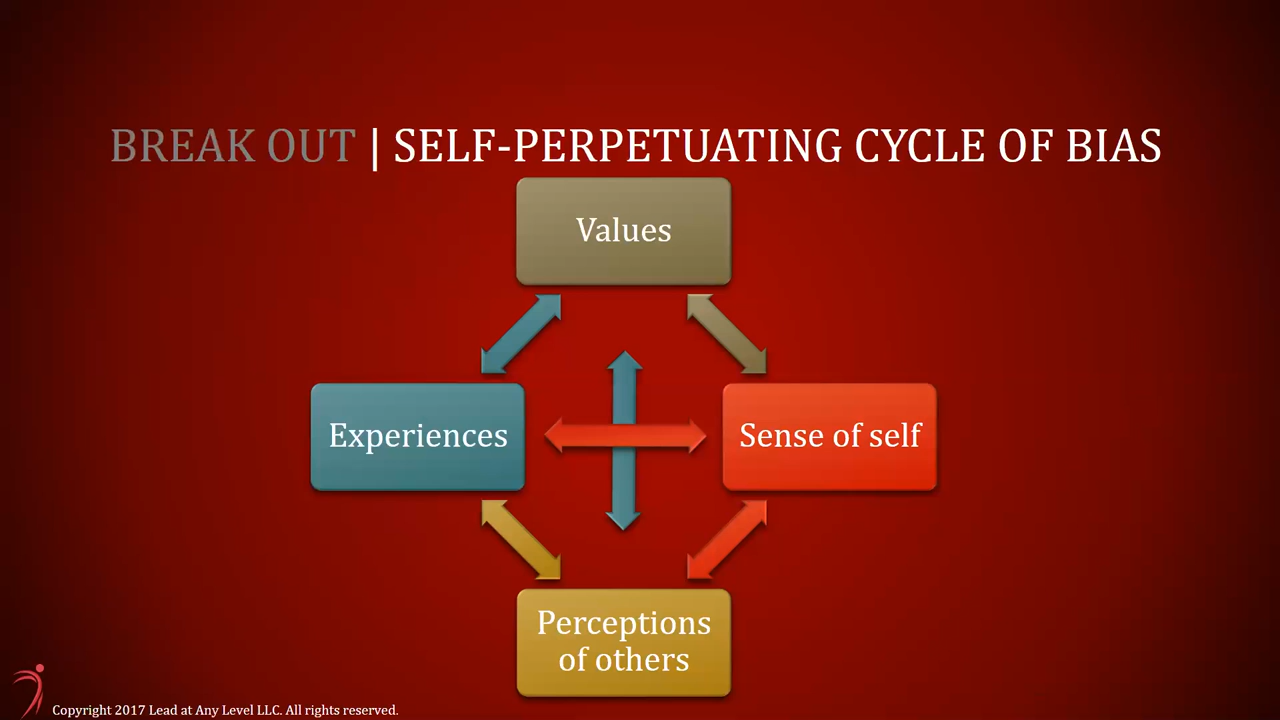 BREAK OUT | SELF-PERPETUATING CYCLE OF BIAS
Values
Experiences
Sense of self
Perceptions
of others
Copyright 2017 Lead at Any Level LLC. All rights reserved.